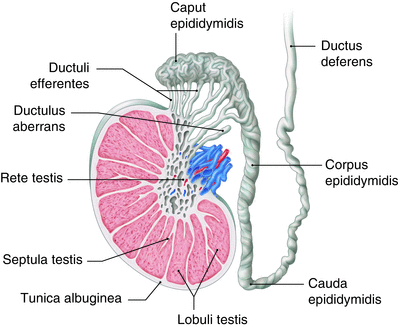 Caput
epididymidis
Ductuli
efferentes
Ductus
deferens
Ductulus
aberrans
Rete testis
Corpus
epididymidis
Septula testis
Tunica albuginea
Cauda
epididymidis
Lobuli testis